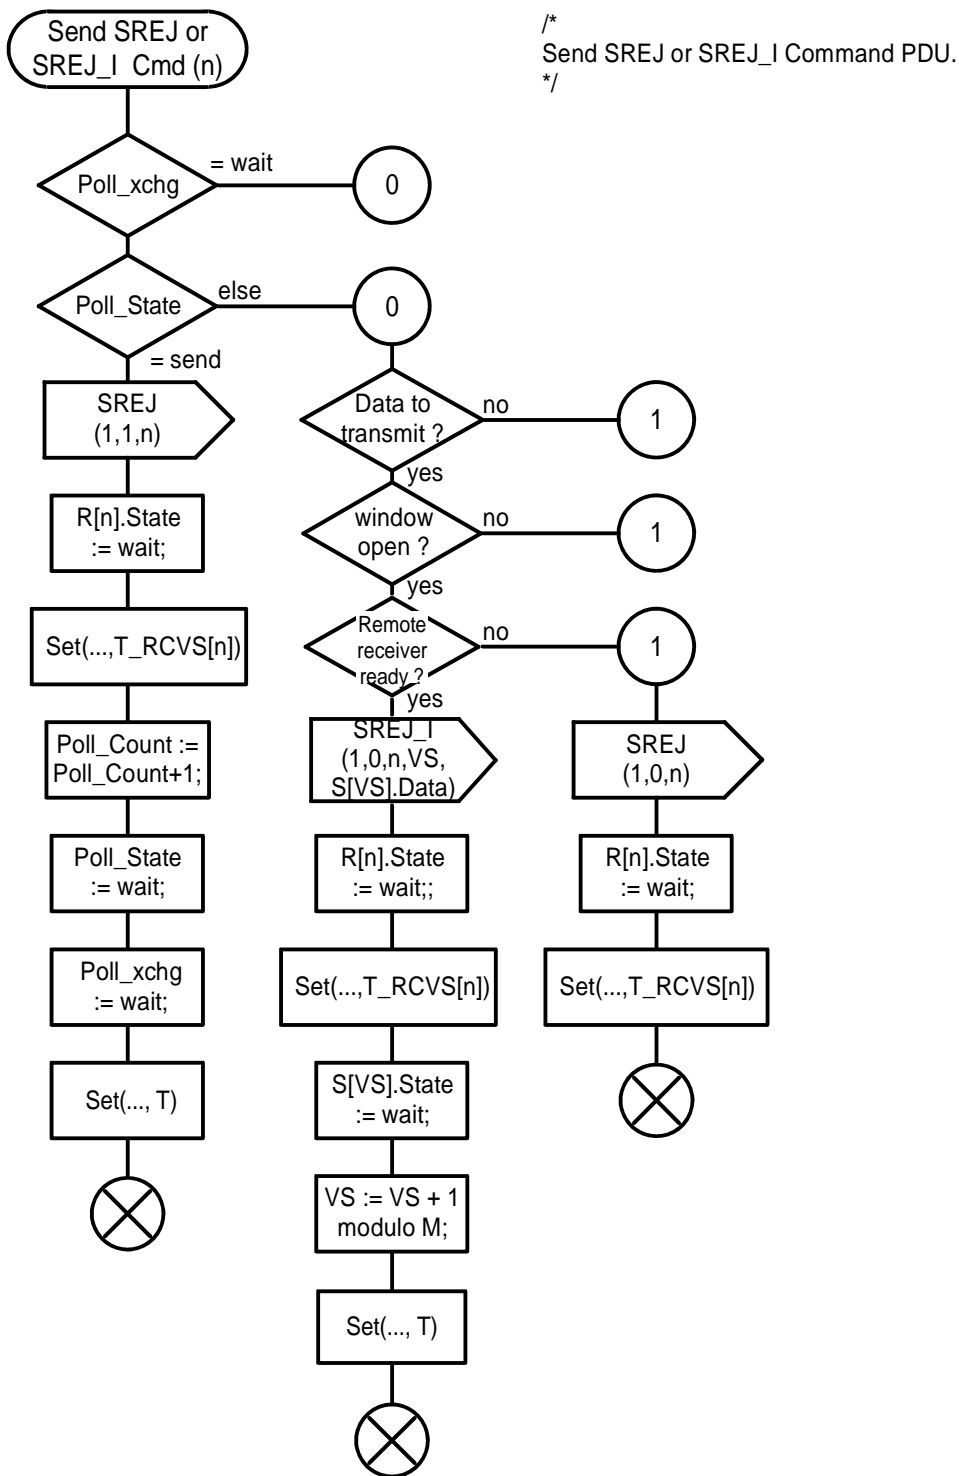 Send SREJ or
SREJ_I Cmd (n)
/*
Send SREJ or SREJ_I Command PDU.
*/
Poll_xchg
= wait
0
Poll_State
else
0
= send
SREJ
(1,1,n)
R[n].State
:= wait;
Set(...,T_RCVS[n])
Poll_Count :=
Poll_Count+1;
Poll_State
:= wait;
Poll_xchg
:= wait;
Set(..., T)
Data to
transmit ?
no
1
yes
window
open ?
no
1
yes
Remote
receiver
ready ?
no
1
yes
SREJ_I
(1,0,n,VS,
S[VS].Data)
R[n].State
:= wait;;
Set(...,T_RCVS[n])
S[VS].State
:= wait;
VS := VS + 1
modulo M;
Set(..., T)
SREJ
(1,0,n)
R[n].State
:= wait;
Set(...,T_RCVS[n])